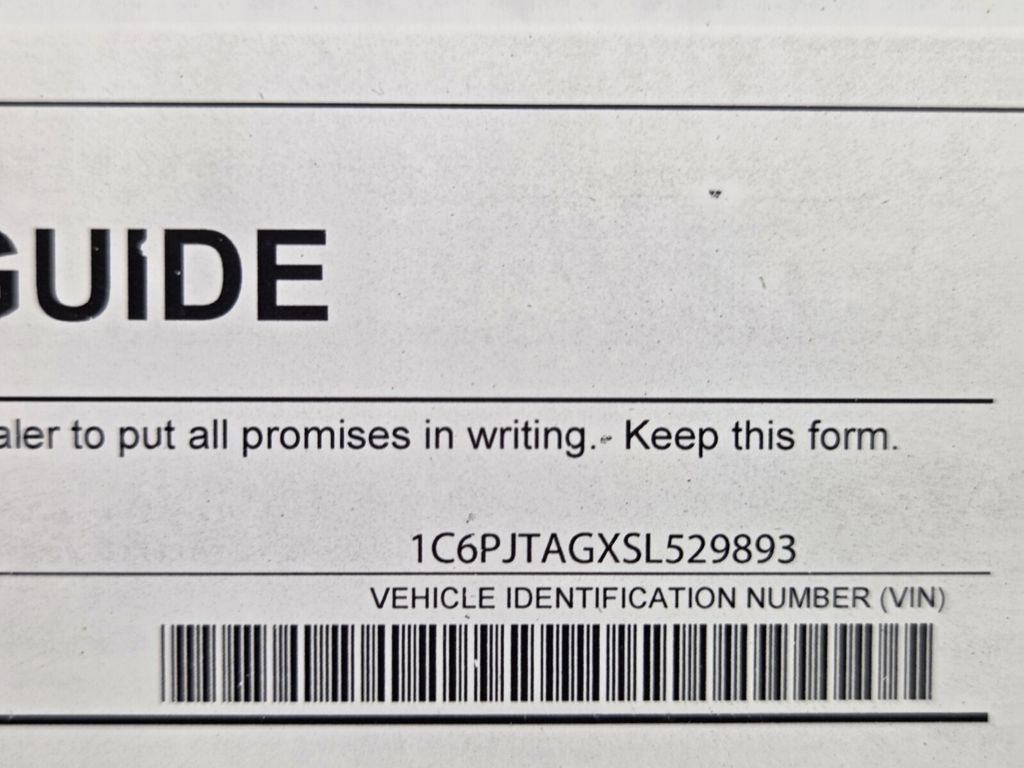 GUIDE
aler to put all promises in writing. Keep this form.
1C6PJTAGXSL529893
VEHICLE IDENTIFICATION NUMBER (VIN)